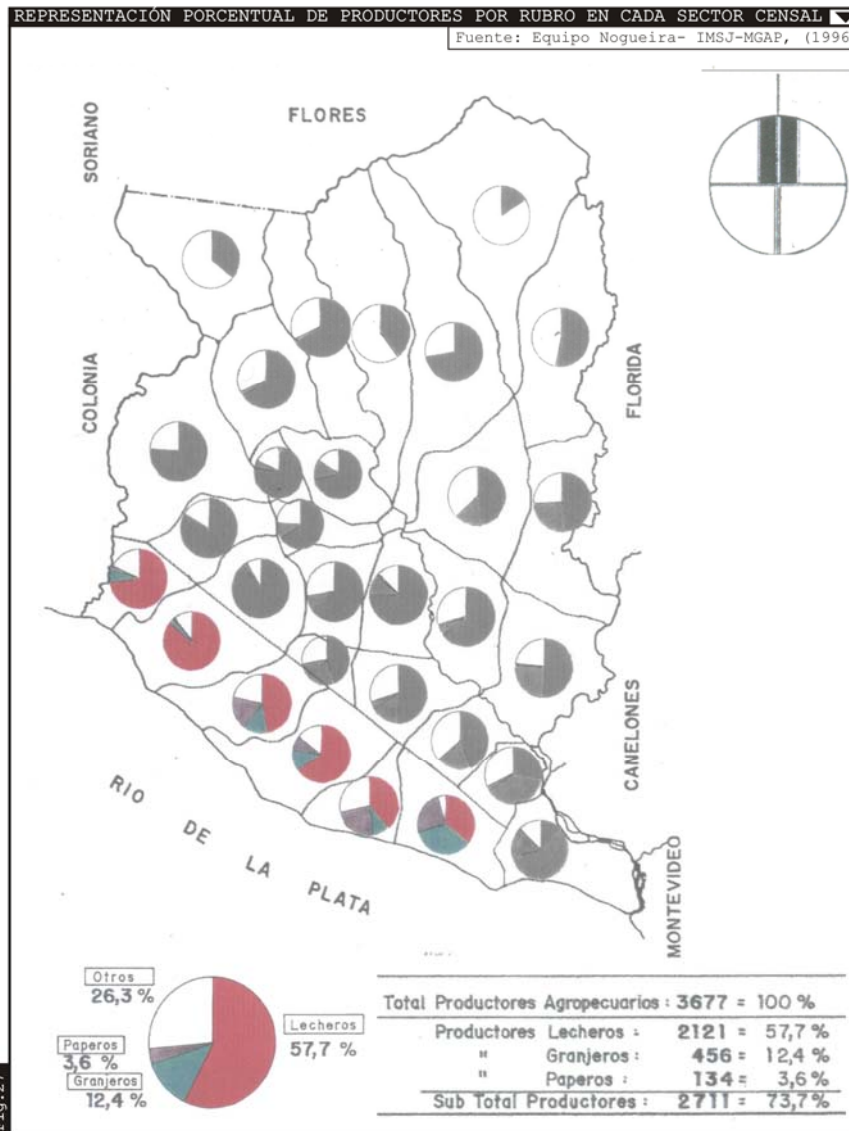 REPRESENTACIÓN PORCENTUAL DE PRODUCTORES POR RUBRO EN CADA SECTOR CENSAL
Fuente: Equipo Nogueira- IMSJ-MGAP, (1996
FLORES
SORIANO
COLONIA
FLORIDA
CANELONES
RIO DE LA PLATA
MONTEVIDEO
Otros
26,3 %
Lecheros
57,7 %
Paperos
3,6 %
Granjeros
12,4 %
Total Productores Agropecuarios : 3677 = 100 %
Productores Lecheros : 2121 = 57,7 %
" Granjeros : 456 = 12,4 %
" Paperos : 134 = 3,6 %
Sub Total Productores : 2711 = 73,7 %